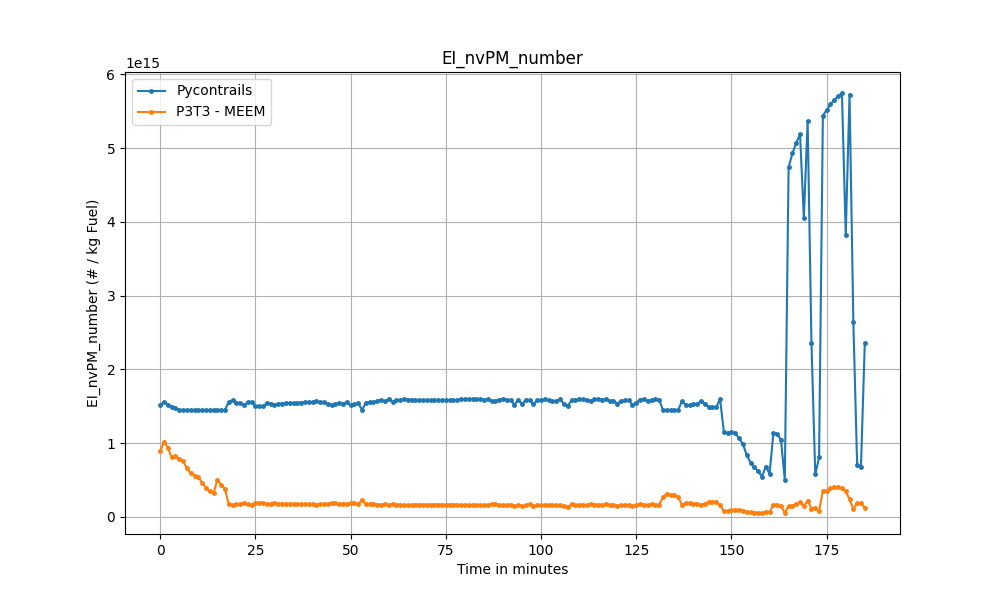 EI_nvPM_number
1e15
Pycontrails
P3T3 - MEEM
EI_nvPM_number (# / kg Fuel)
6
5
4
3
2
1
0
0 25 50 75 100 125 150 175
Time in minutes